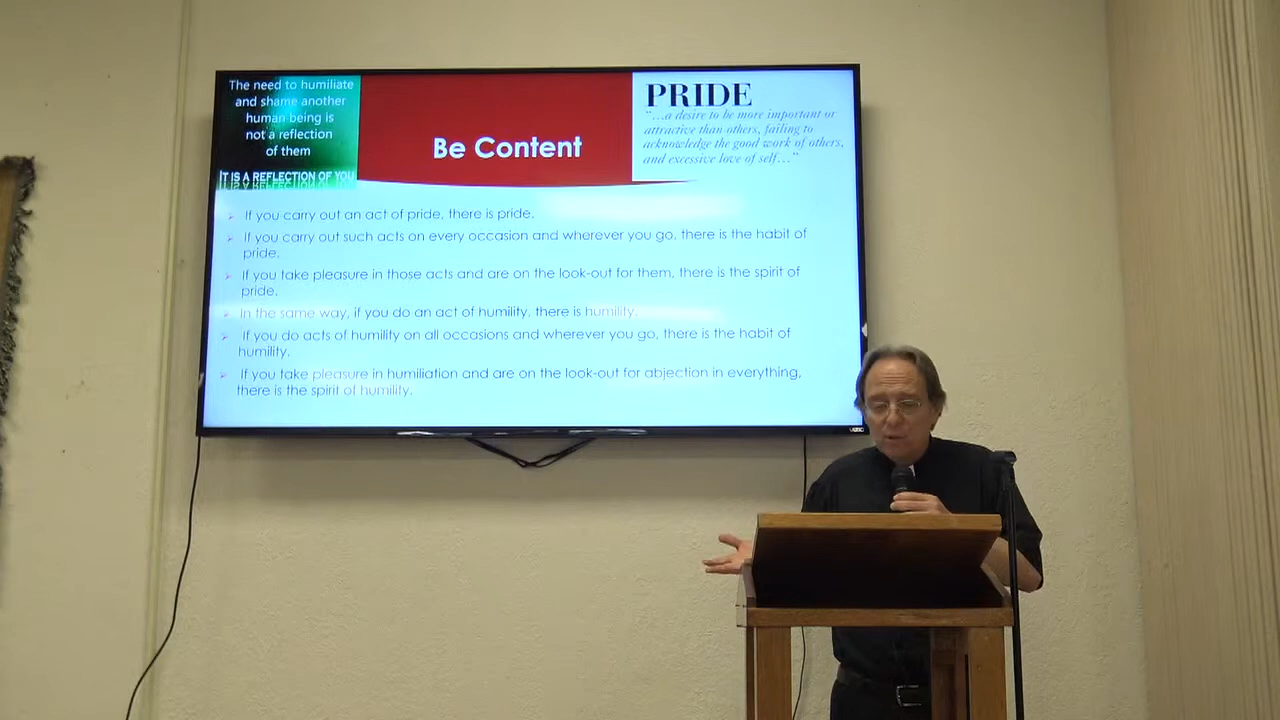 The need to humiliate
and shame another
human being is
not a reflection
of them
IT IS A REFLECTION OF YOU
Be Content
PRIDE
"...a desire to be more important or
attractive than others, failing to
acknowledge the good work of others,
and excessive love of self..."
If you carry out an act of pride, there is pride.
If you carry out such acts on every occasion and wherever you go, there is the habit of
pride.
If you take pleasure in those acts and are on the look-out for them, there is the spirit of
pride.
In the same way, if you do an act of humility, there is humility.
If you do acts of humility on all occasions and wherever you go, there is the habit of
humility.
If you take pleasure in humiliation and are on the look-out for abjection in everything,
there is the spirit of humility.